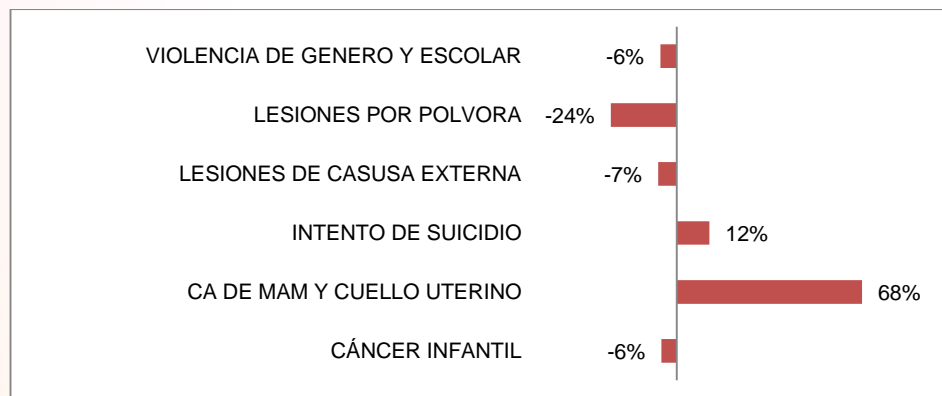 VIOLENCIA DE GENERO Y ESCOLAR -6%
LESIONES POR POLVORA -24%
LESIONES DE CASUSA EXTERNA -7%
INTENTO DE SUICIDIO 12%
CA DE MAM Y CUELLO UTERINO 68%
CÁNCER INFANTIL -6%